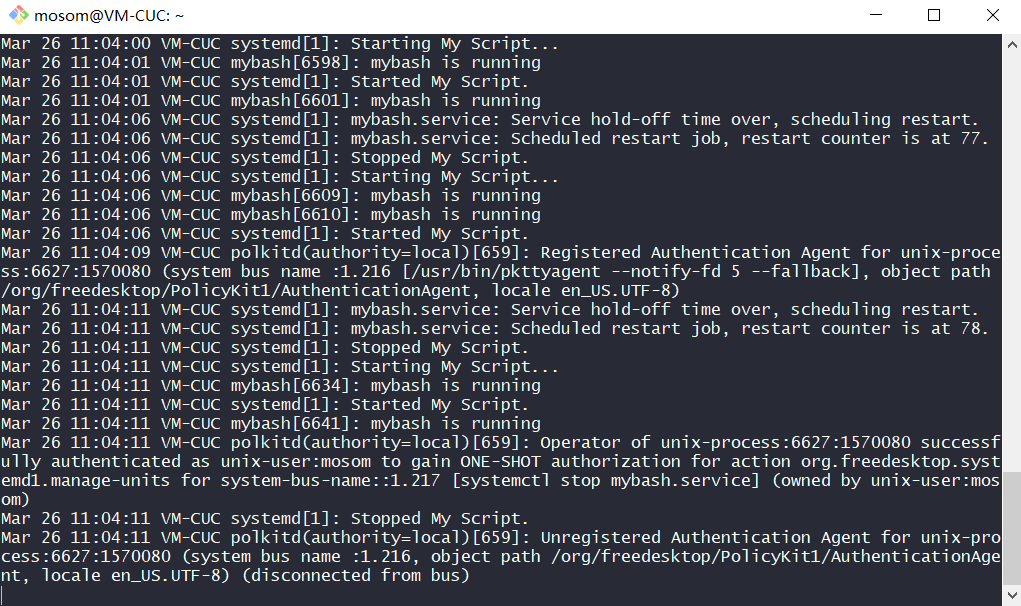 mosom@VM-CUC: ~
Mar 26 11:04:00 VM-CUC systemd[1]: Starting My Script...
Mar 26 11:04:01 VM-CUC mybash[6598]: mybash is running
Mar 26 11:04:01 VM-CUC systemd[1]: Started My Script.
Mar 26 11:04:01 VM-CUC mybash[6601]: mybash is running
Mar 26 11:04:06 VM-CUC systemd[1]: mybash.service: Service hold-off time over, scheduling restart.
Mar 26 11:04:06 VM-CUC systemd[1]: mybash.service: Scheduled restart job, restart counter is at 77.
Mar 26 11:04:06 VM-CUC systemd[1]: Stopped My Script.
Mar 26 11:04:06 VM-CUC systemd[1]: Starting My Script...
Mar 26 11:04:06 VM-CUC mybash[6609]: mybash is running
Mar 26 11:04:06 VM-CUC mybash[6610]: mybash is running
Mar 26 11:04:06 VM-CUC systemd[1]: Started My Script.
Mar 26 11:04:09 VM-CUC polkitd(authority=local)[659]: Registered Authentication Agent for unix-proce
ss:6627:1570080 (system bus name :1.216 [/usr/bin/pkttyagent --notify-fd 5 --fallback], object path
/org/freedesktop/PolicyKit1/AuthenticationAgent, locale en_US.UTF-8)
Mar 26 11:04:11 VM-CUC systemd[1]: mybash.service: Service hold-off time over, scheduling restart.
Mar 26 11:04:11 VM-CUC systemd[1]: mybash.service: Scheduled restart job, restart counter is at 78.
Mar 26 11:04:11 VM-CUC systemd[1]: Stopped My Script.
Mar 26 11:04:11 VM-CUC systemd[1]: Starting My Script...
Mar 26 11:04:11 VM-CUC mybash[6634]: mybash is running
Mar 26 11:04:11 VM-CUC systemd[1]: Started My Script.
Mar 26 11:04:11 VM-CUC mybash[6641]: mybash is running
Mar 26 11:04:11 VM-CUC polkitd(authority=local)[659]: Operator of unix-process:6627:1570080 successf
ully authenticated as unix-user:mosom to gain ONE-SHOT authorization for action org.freedesktop.syst
emd1.manage-units for system-bus-name::1.217 [systemctl stop mybash.service] (owned by unix-user:mos
om)
Mar 26 11:04:11 VM-CUC systemd[1]: Stopped My Script.
Mar 26 11:04:11 VM-CUC polkitd(authority=local)[659]: Unregistered Authentication Agent for unix-pro
cess:6627:1570080 (system bus name :1.216, object path /org/freedesktop/PolicyKit1/AuthenticationAge
nt, locale en_US.UTF-8) (disconnected from bus)